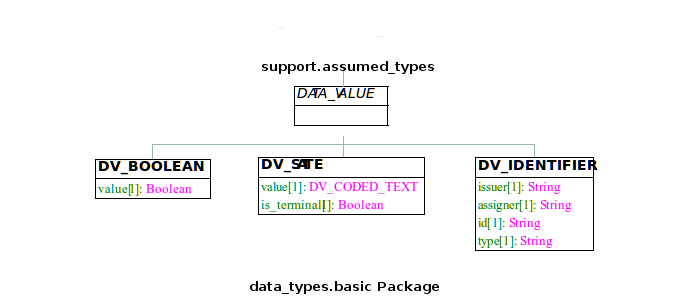 support.assumed_types
DATA_VALUE
DV_BOOLEAN
value[1]: Boolean
DV_STATE
value[1]: DV_CODED_TEXT
is_terminal[1]: Boolean
DV_IDENTIFIER
issuer[1]: String
assigner[1]: String
id[1]: String
type[1]: String
data_types.basic Package